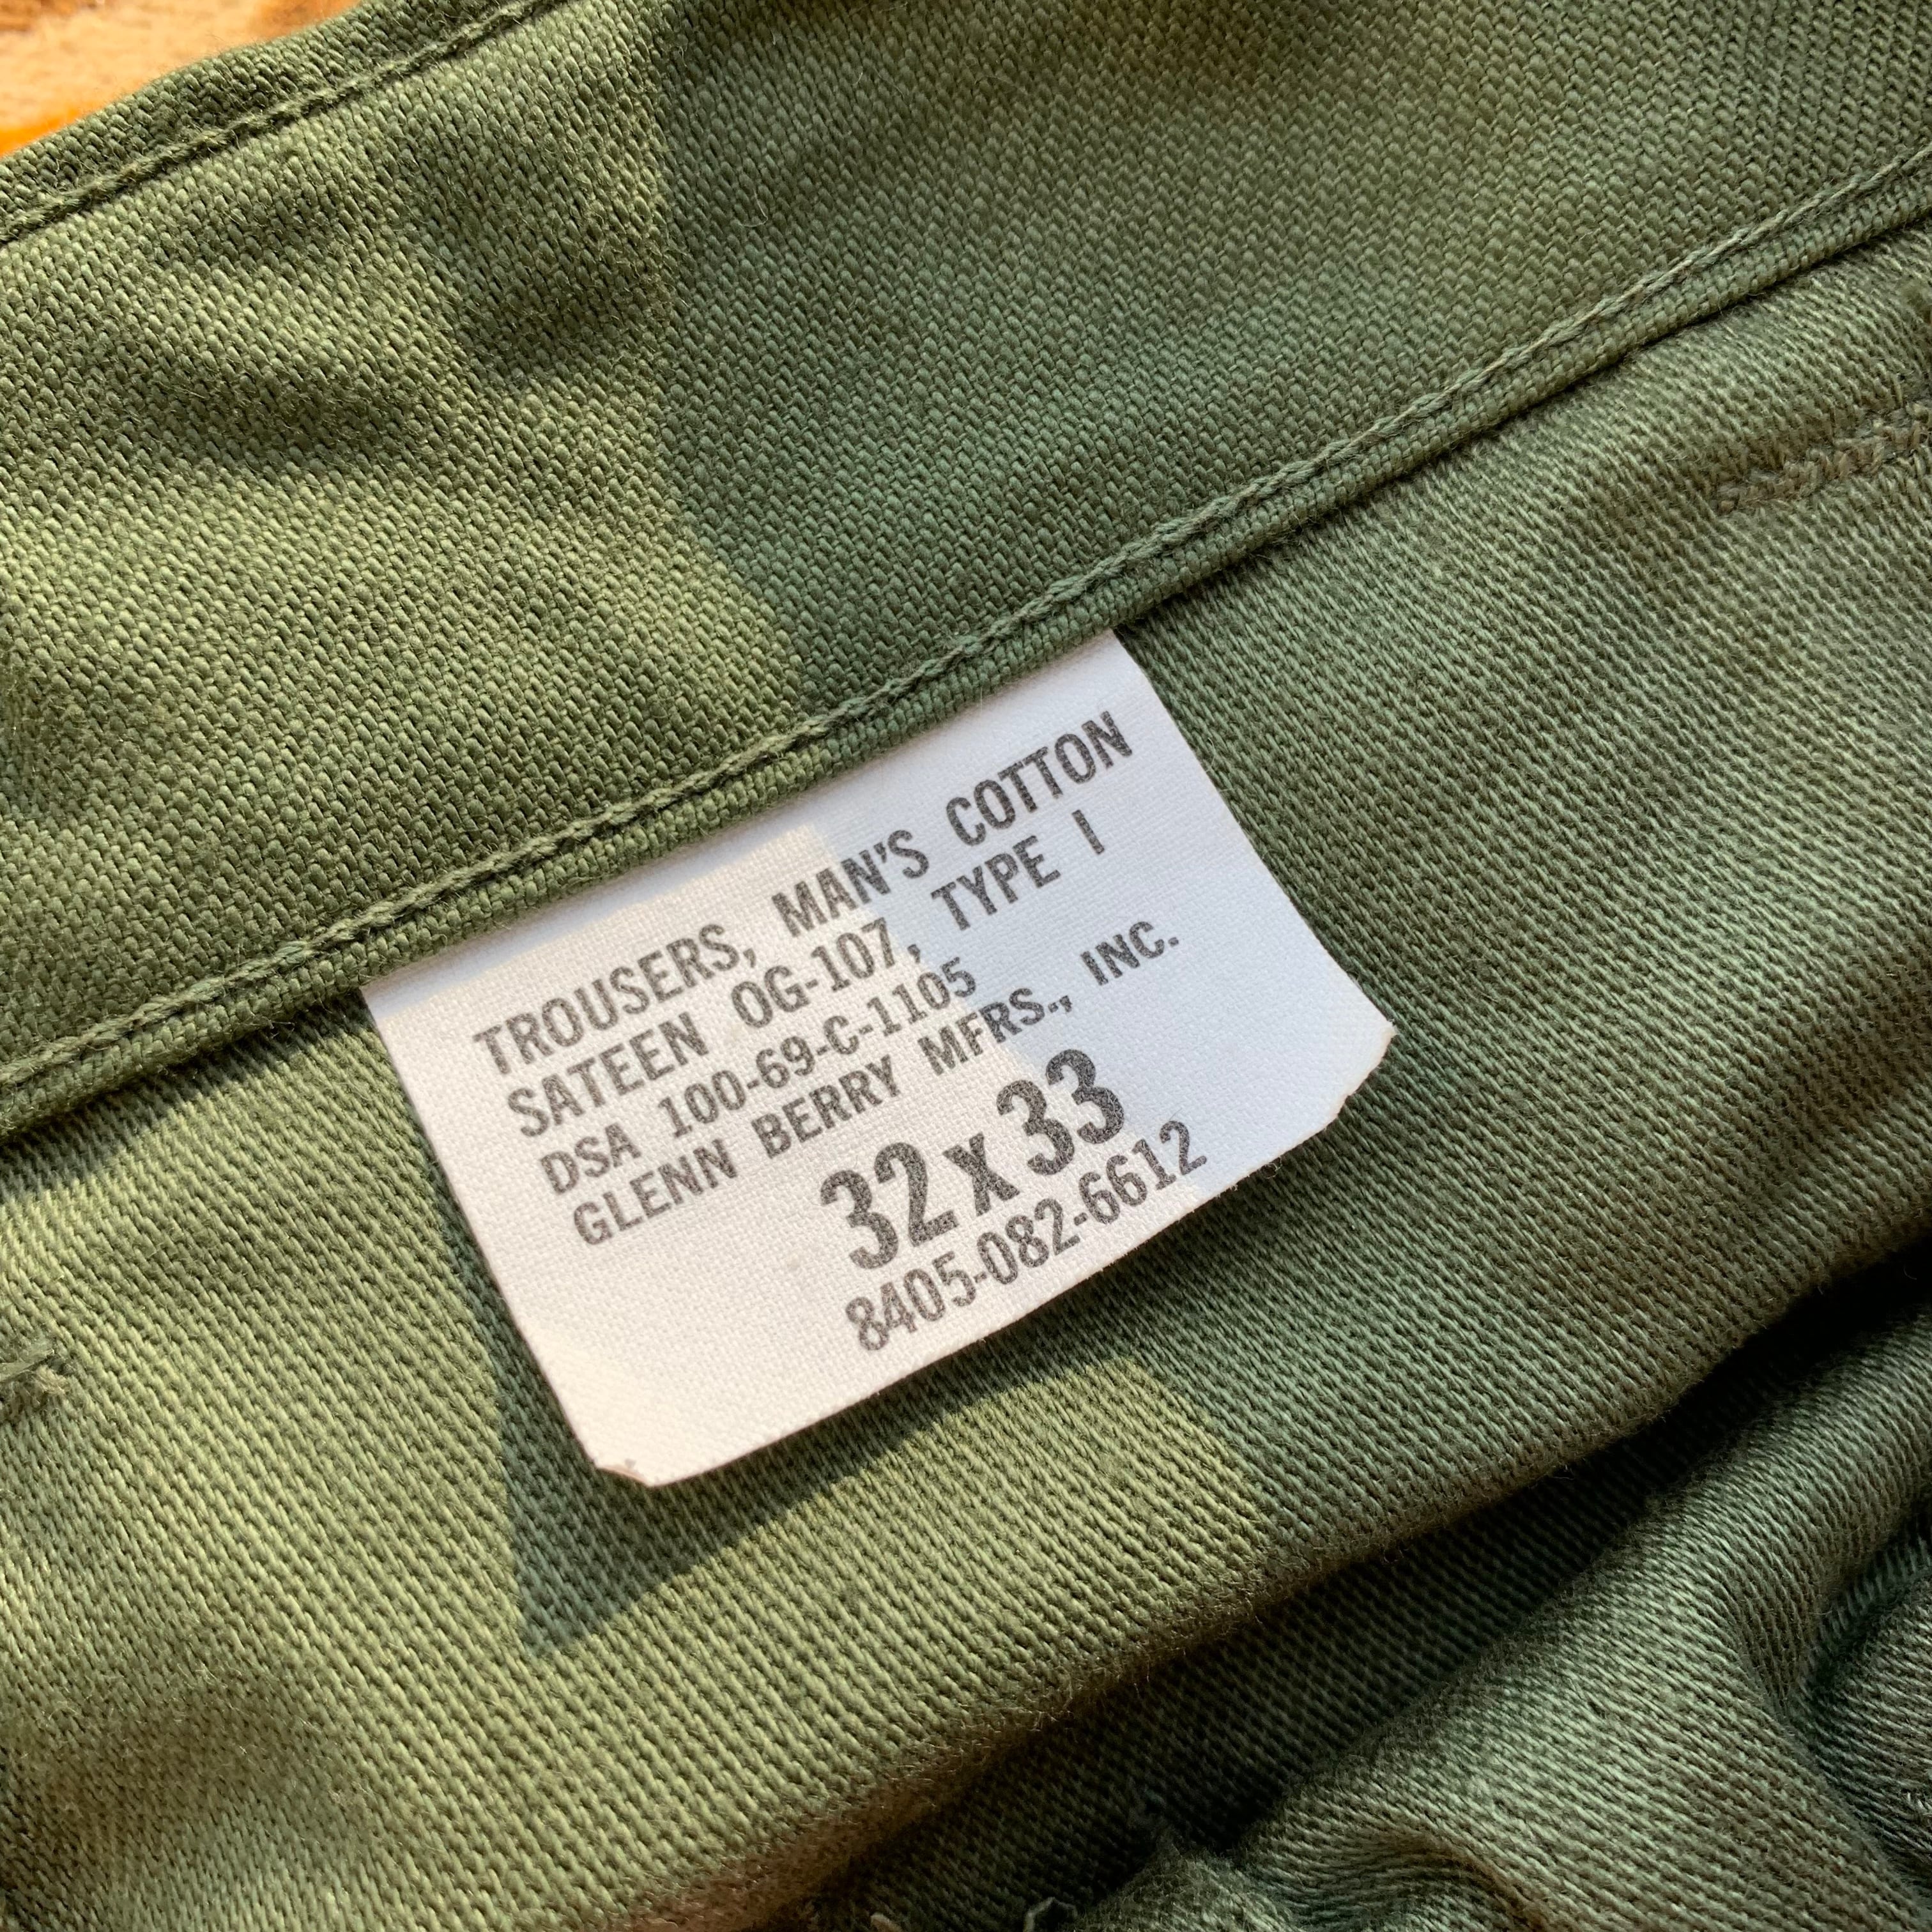 TROUSERS, MAN'S COTTON
SATEEN OG-107, TYPE I
DSA 100-69-C-1105
GLENN BERRY MFRS., INC.
32 x 33
8405-082-6612